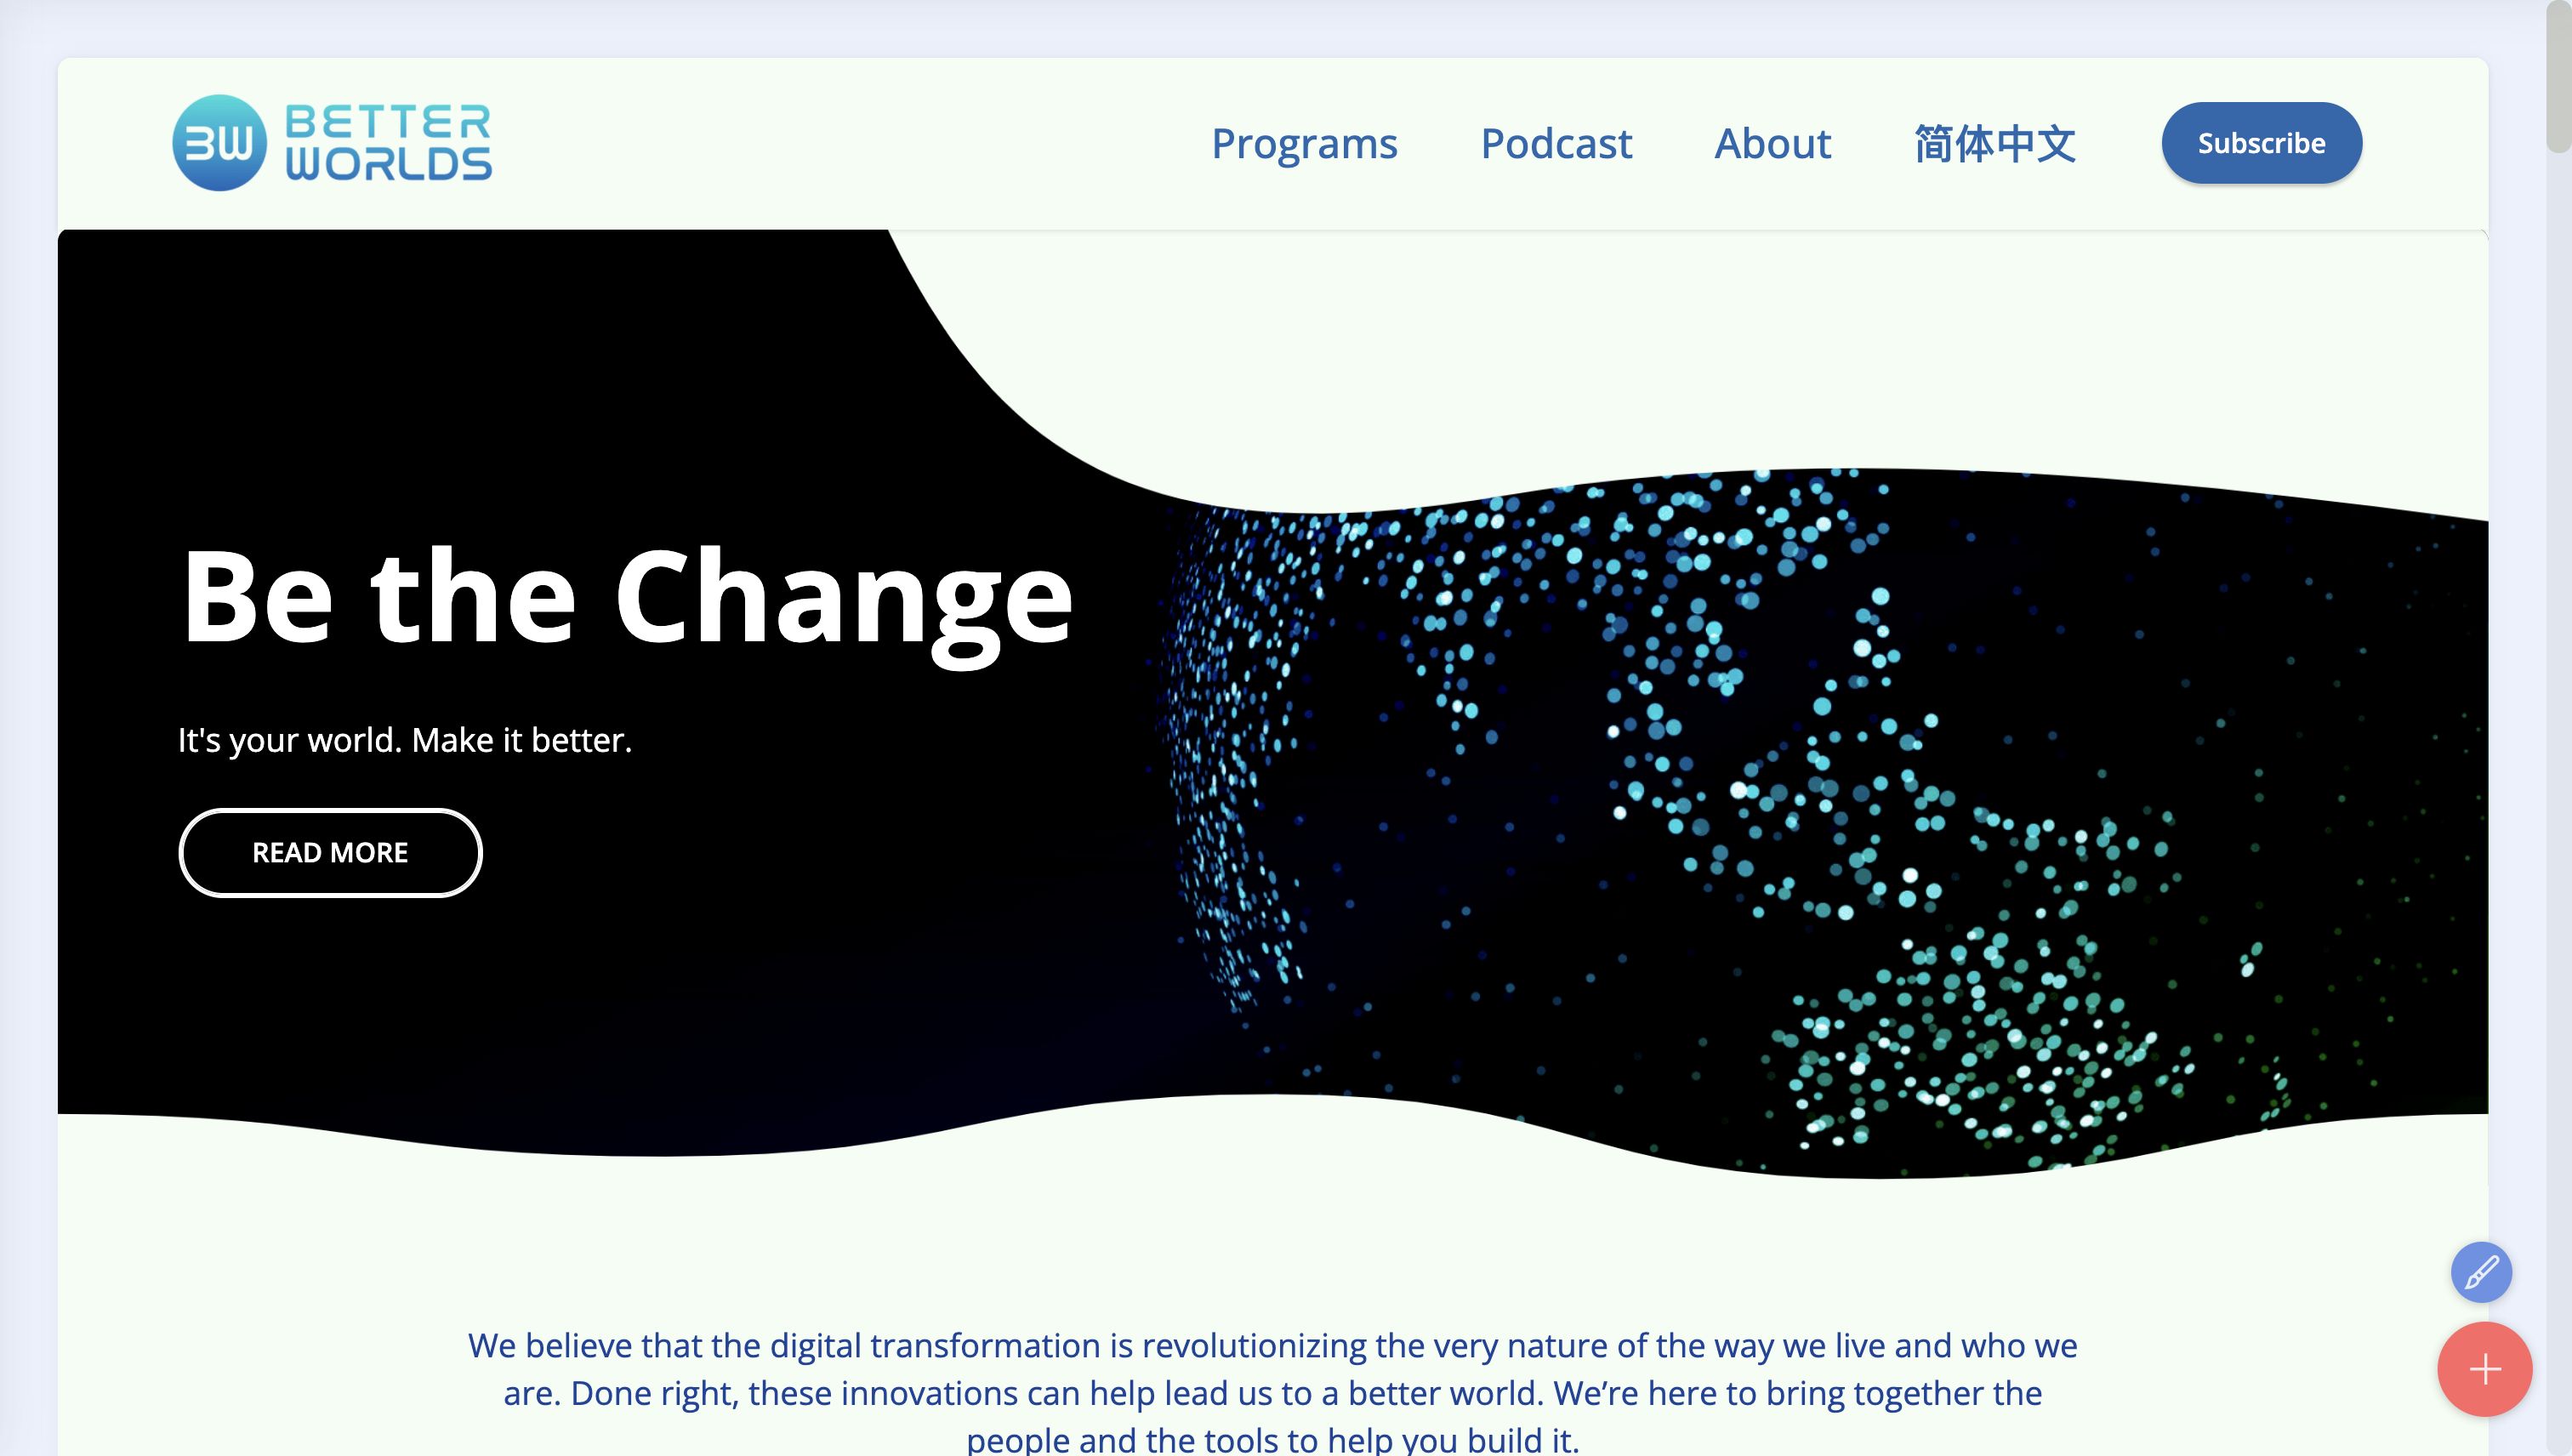 BW BETTER
WORLDS
Programs Podcast About 简体中文 Subscribe
Be the Change
It's your world. Make it better.
READ MORE
We believe that the digital transformation is revolutionizing the very nature of the way we live and who we
are. Done right, these innovations can help lead us to a better world. We’re here to bring together the
people and the tools to help you build it.